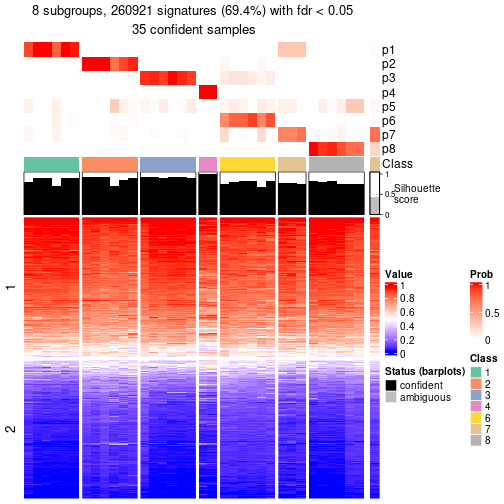 8 subgroups, 260921 signatures (69.4%) with fdr < 0.05
35 confident samples
p1
p2
p3
p4
p5
p6
p7
p8
Class
1
0.5
0
Silhouette
score
1
2
Value
1
0.8
0.6
0.4
0.2
0
Status (barplots)
confident
ambiguous
Prob
1
0.5
0
Class
1
2
3
4
6
7
8